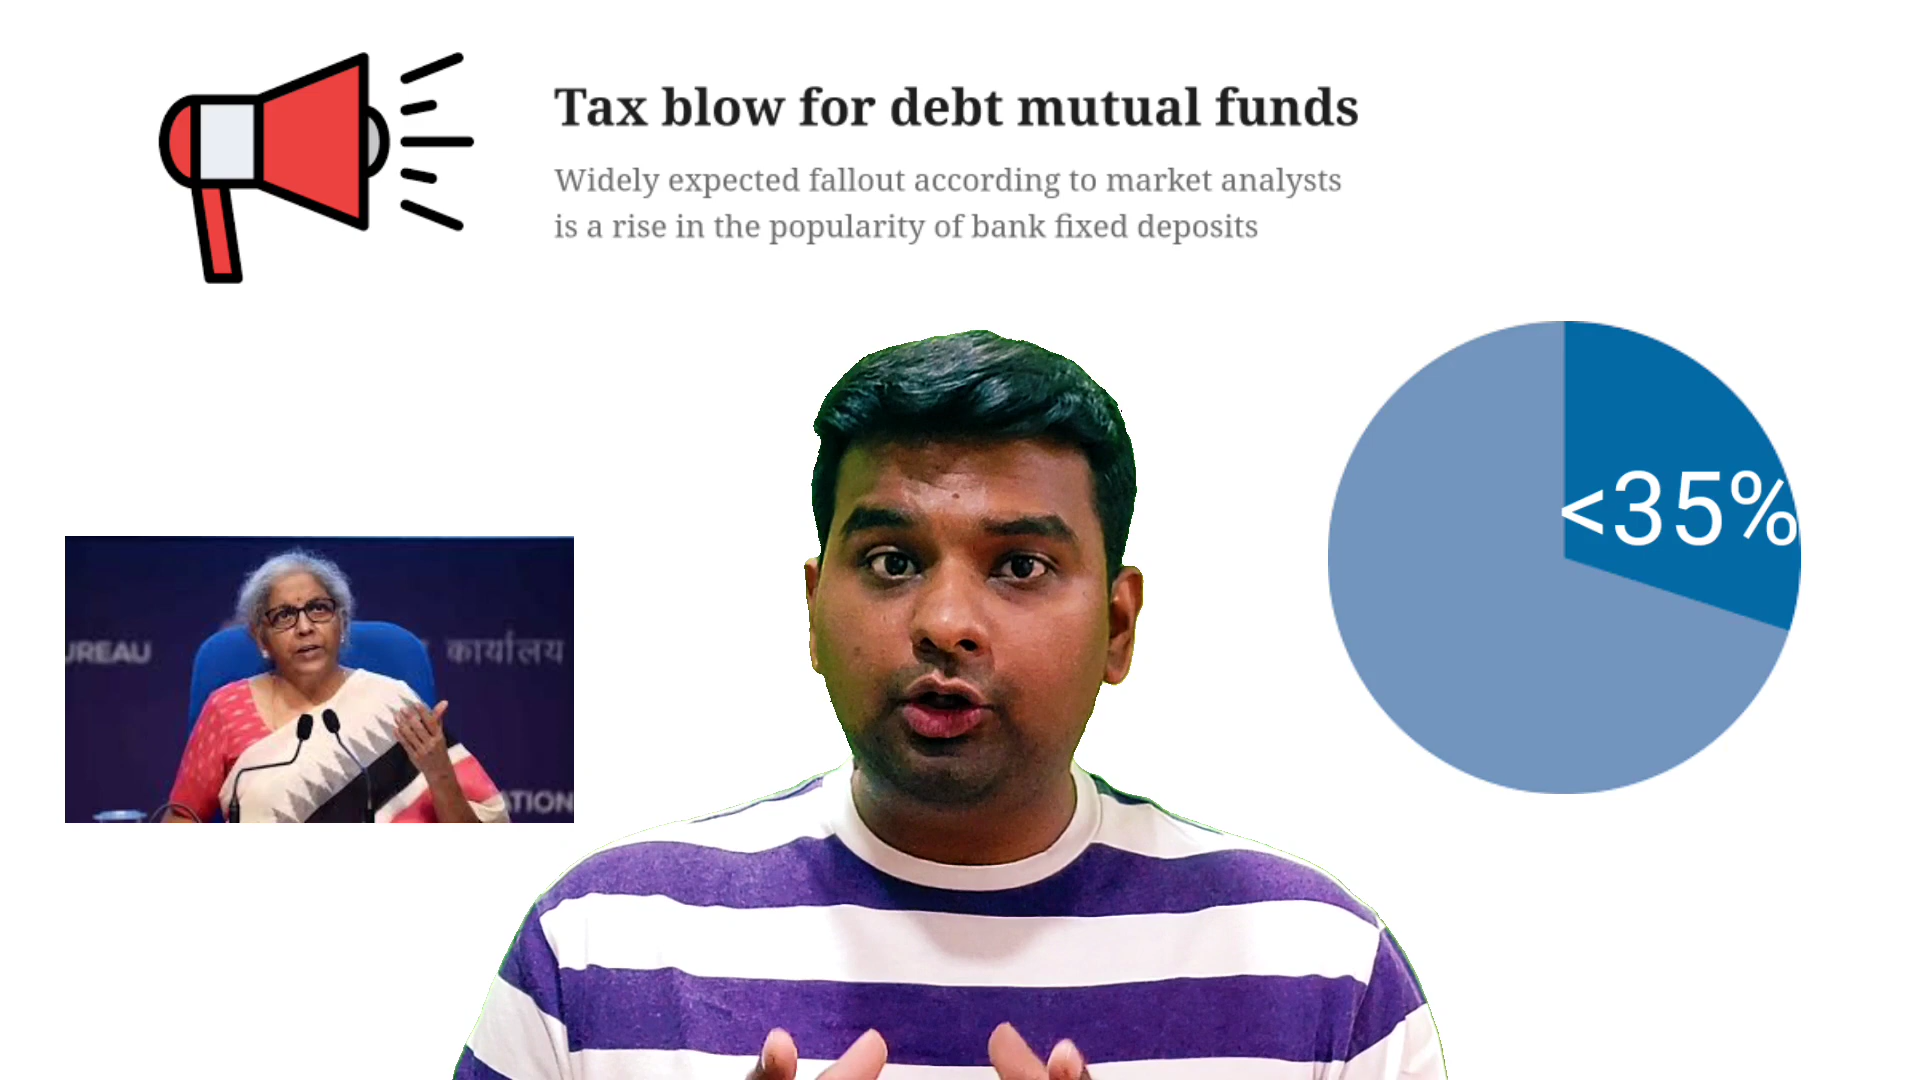 Tax blow for debt mutual funds
Widely expected fallout according to market analysts
is a rise in the popularity of bank fixed deposits
<35%
UREAU
कार्यालय
ATION